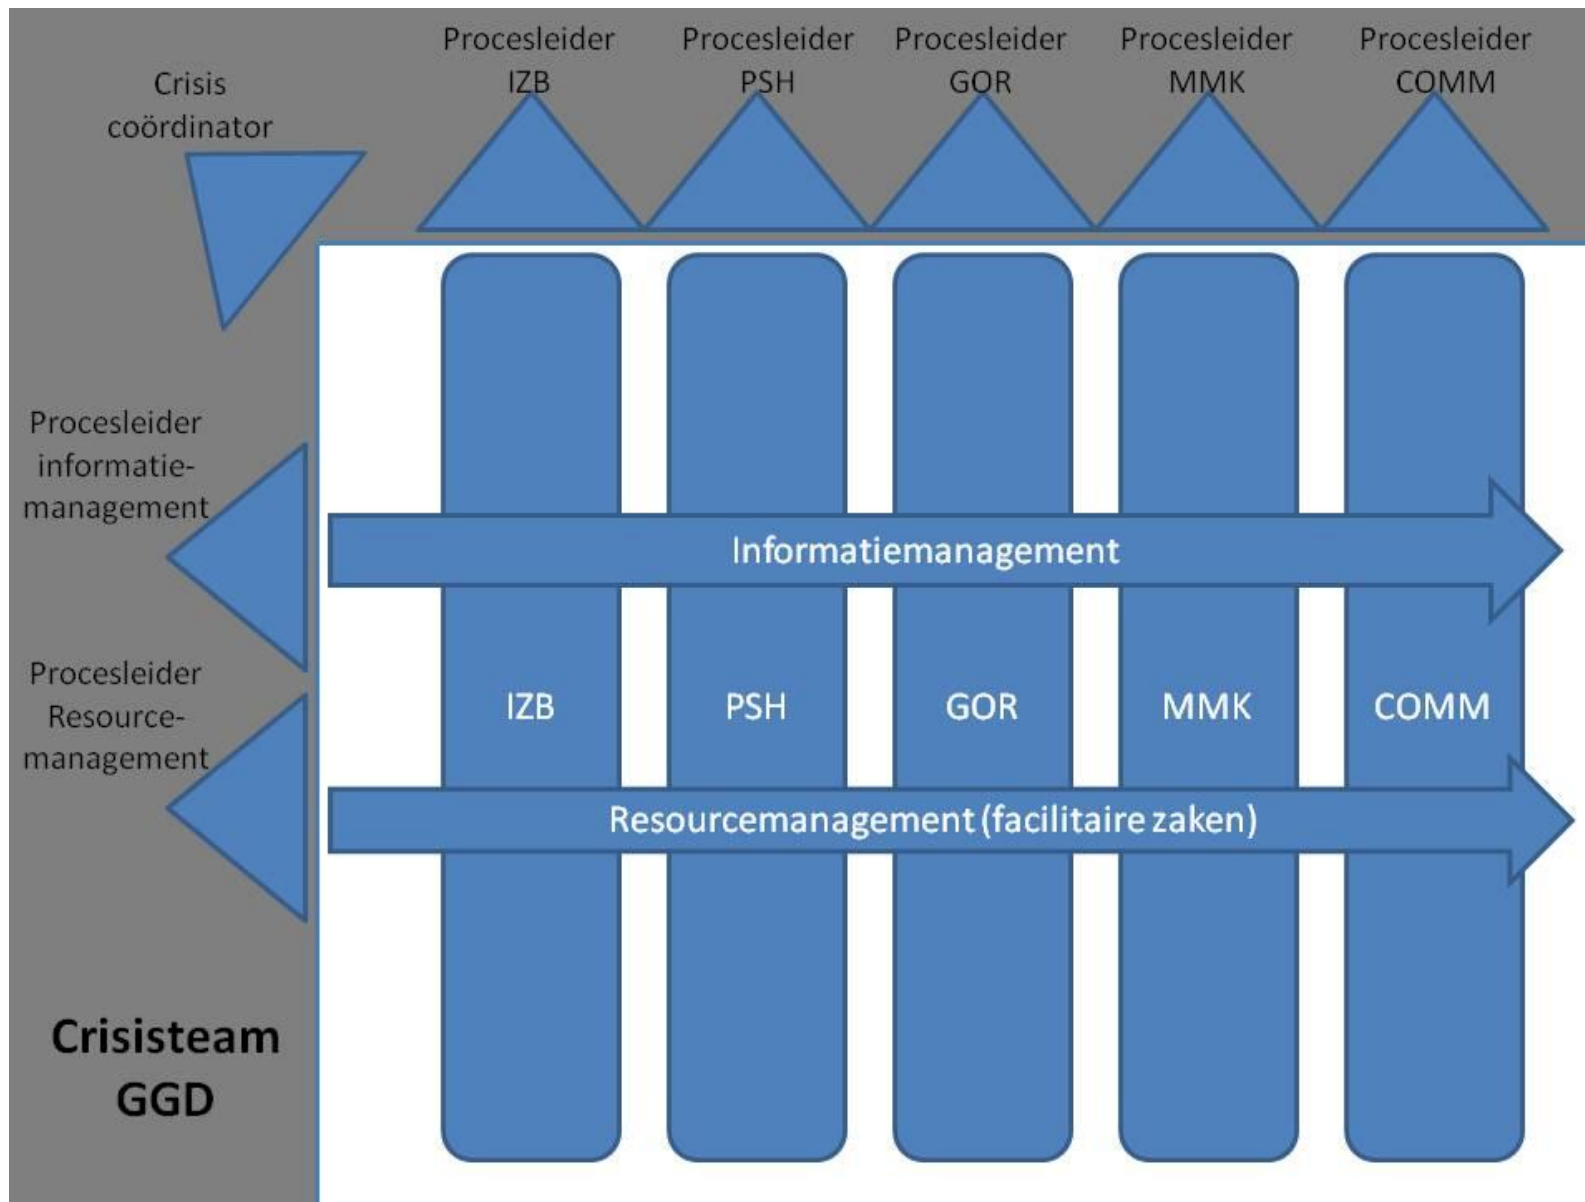 Crisis
coördinator
Procesleider
IZB
Procesleider
PSH
Procesleider
GOR
Procesleider
MMK
Procesleider
COMM
Procesleider
informatie-
management
Informatiemanagement
Procesleider
Resource-
management
IZB
PSH
GOR
MMK
COMM
Resourcemanagement (facilitaire zaken)
Crisisteam
GGD